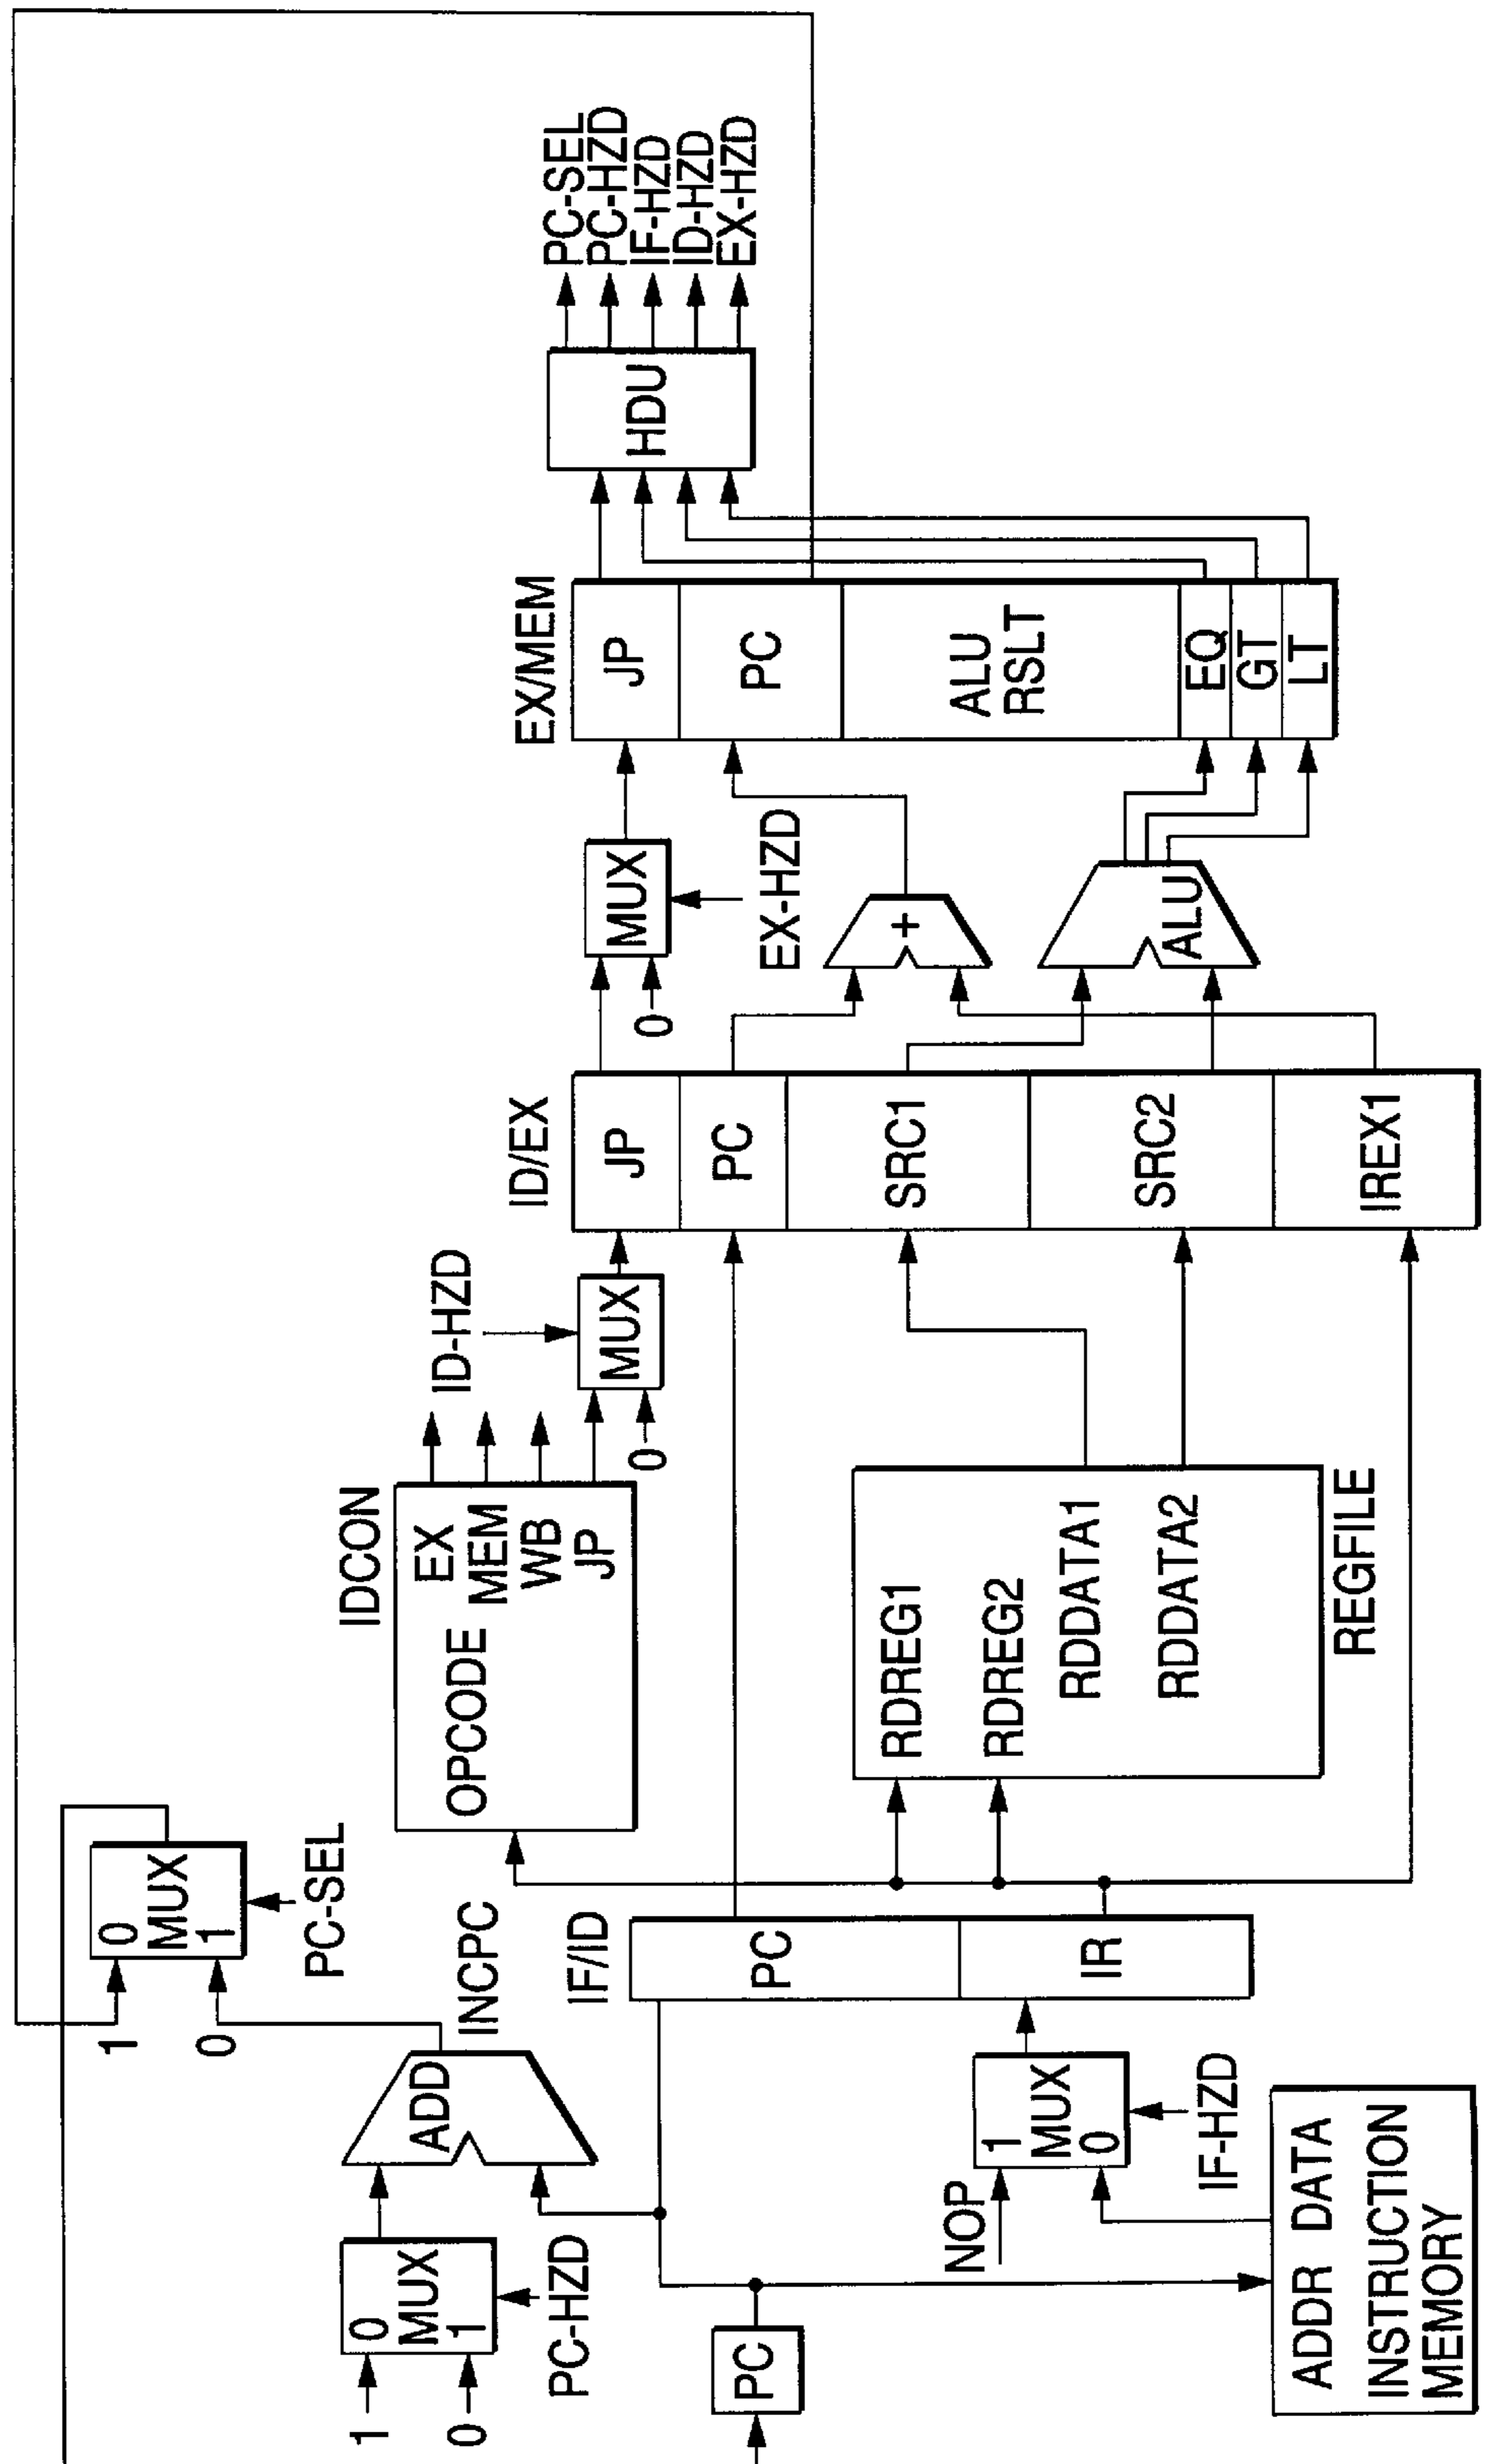 PC-SEL
PC-HZD
IF-HZD
ID-HZD
EX-HZD
HDU
EX/MEM
JP
PC
ALU
RSLT
EQ
GT
LT
MUX
EX-HZD
0
+
ALU
ID/EX
JP
PC
SRC1
SRC2
IREX1
ID-HZD
MUX
0
IDCON
OPCODE
EX
MEM
WB
JP
RDREG1
RDREG2
RDDATA1
RDDATA2
REGFILE
0
MUX
1
PC-SEL
1
0
INCPC
ADD
IF/ID
PC
IR
1
MUX
0
NOP
IF-HZD
0
MUX
1
1
0
PC-HZD
PC
ADDR DATA
INSTRUCTION
MEMORY